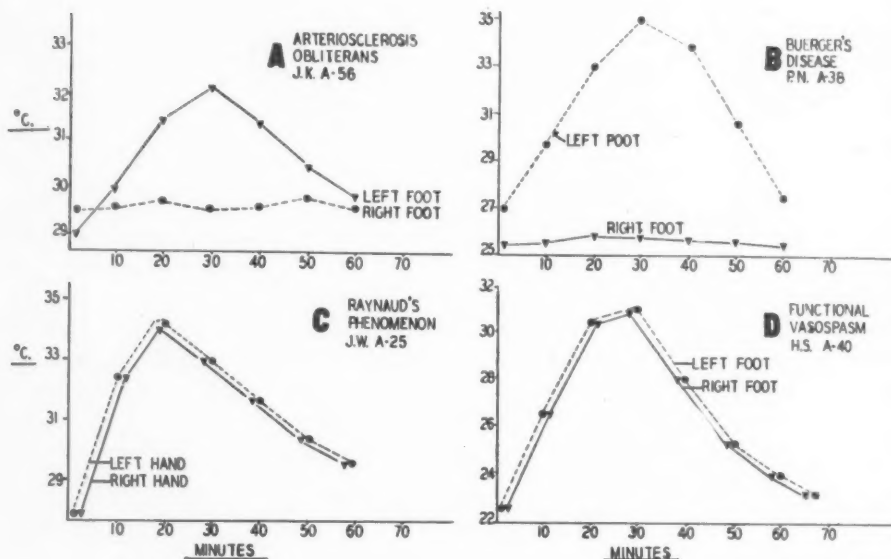 A
ARTERIOSCLEROSIS
OBLITERANS
J.K. A-56
°C.
33
32
31
30
29
LEFT FOOT
RIGHT FOOT
10 20 30 40 50 60 70
B
BUERGER'S
DISEASE
P.N. A-38
35
33
31
29
27
25
LEFT POOT
RIGHT FOOT
10 20 30 40 50 60 70
C
RAYNAUD'S
PHENOMENON
J.W. A-25
°C.
35
33
31
29
LEFT HAND
RIGHT HAND
10 20 30 40 50 60 70
MINUTES
D
FUNCTIONAL
VASOSPASM
H.S. A-40
30
28
26
24
22
LEFT FOOT
RIGHT FOOT
10 20 30 40 50 60 70
MINUTES